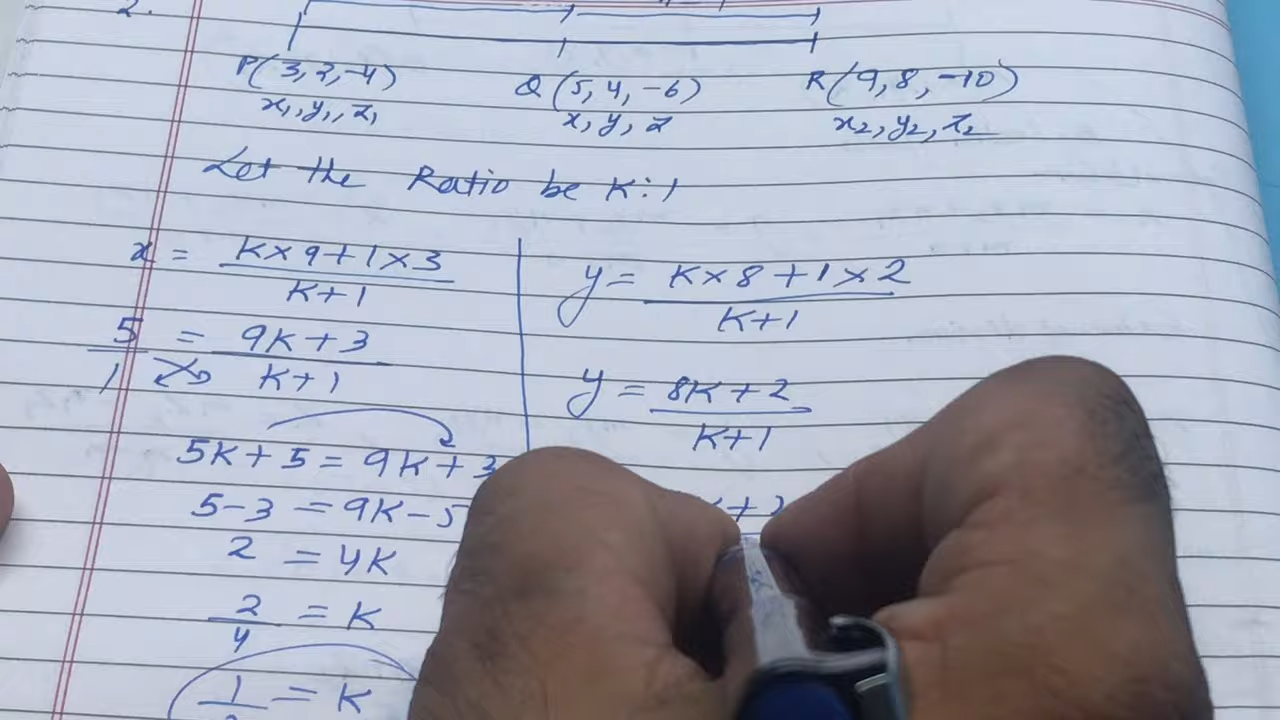 2.
P(3, 2, -4) Q(5, 4, -6) R(9, 8, -10)
x₁, y₁, z₁ x, y, z x₂, y₂, z₂
Let the Ratio be K:1
x = K×9+1×3 / K+1
5/1 = 9K+3 / K+1
5K+5 = 9K+3
5-3 = 9K-5
2 = 4K
2/4 = K
1/ = K
y = K×8+1×2 / K+1
y = 8K+2 / K+1